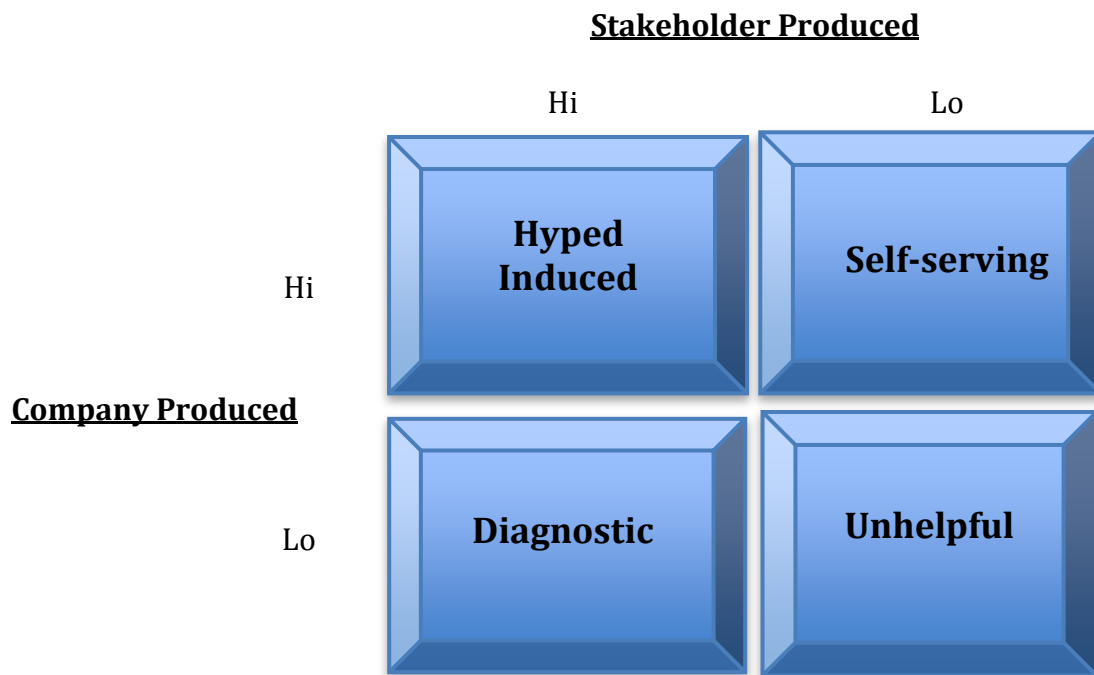 Stakeholder Produced
Hi
Lo
Hyped
Induced
Self-serving
Hi
Company Produced
Lo
Diagnostic
Unhelpful